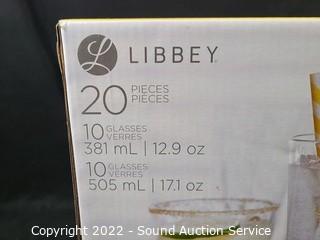 LIBBEY
20 PIECES
PIÈCES
10 GLASSES
VERRES
381 mL | 12.9 oz
10 GLASSES
VERRES
505 mL | 17.1 oz
Copyright 2022 - Sound Auction Service